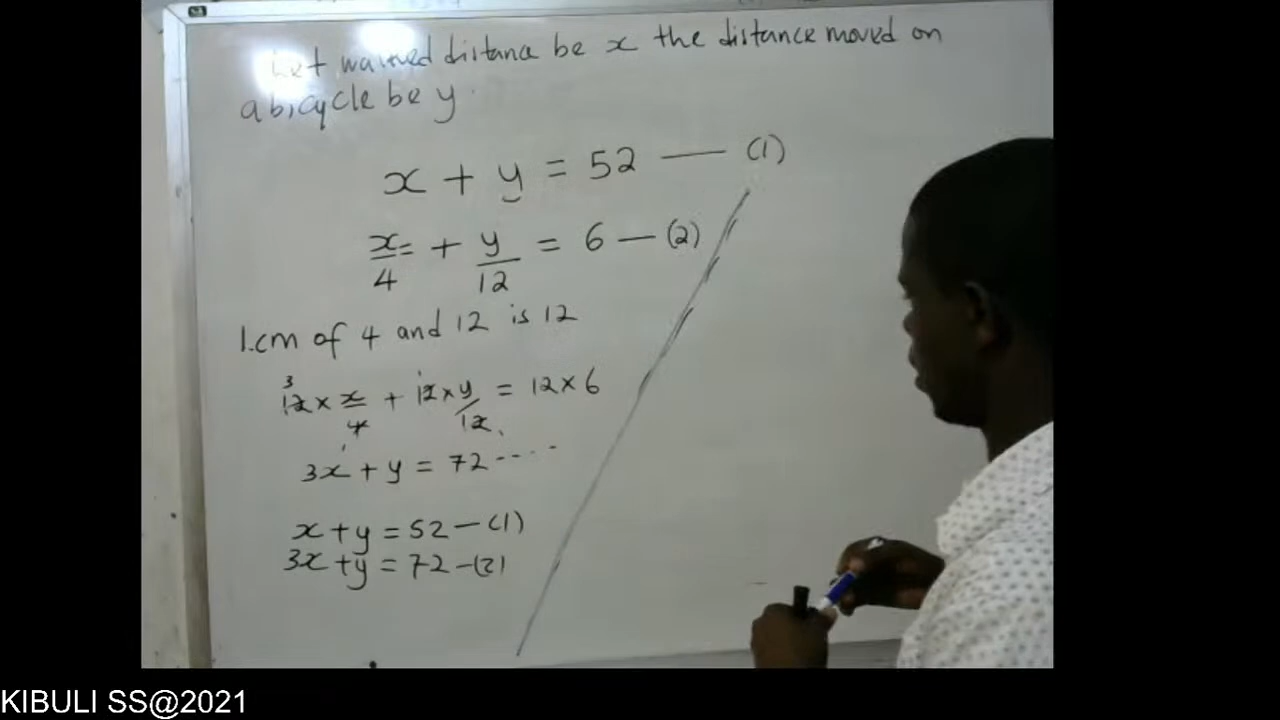 Let walked distance be x the distance moved on
a bicycle be y.
x + y = 52 — (1)
x/4 + y/12 = 6 — (2)
l.cm of 4 and 12 is 12
3
12 × x/4 + 12 × y/12 = 12 × 6
3x + y = 72 ....
x + y = 52 — (1)
3x + y = 72 — (2)
KIBULI SS@2021